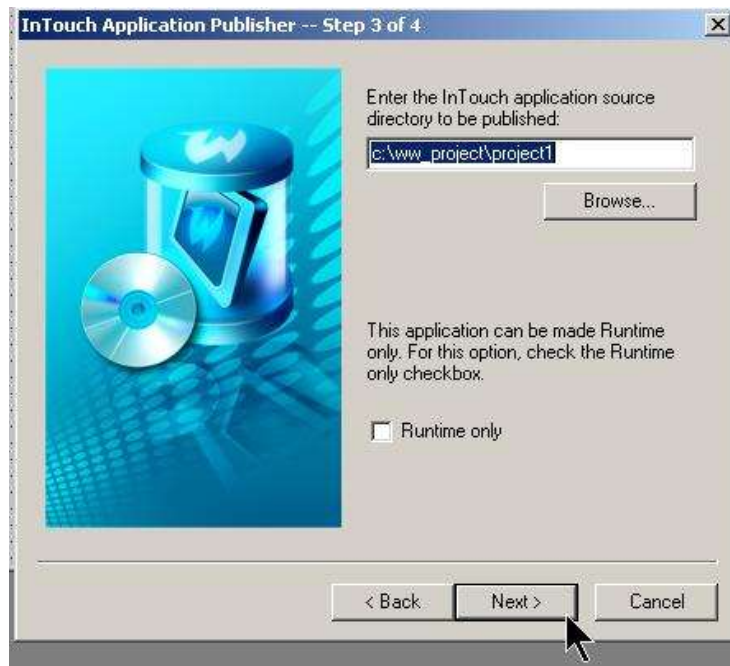 InTouch Application Publisher -- Step 3 of 4
Enter the InTouch application source
directory to be published:
c:\ww_project\project1
Browse...
This application can be made Runtime
only. For this option, check the Runtime
only checkbox.
Runtime only
< Back
Next >
Cancel